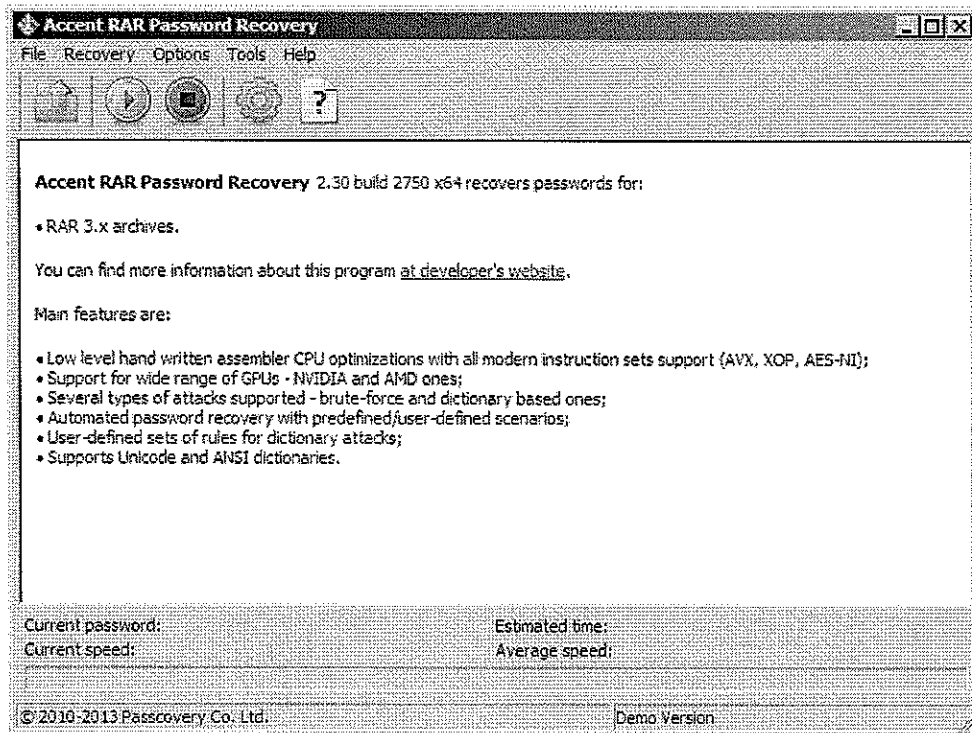 Accent RAR Password Recovery
File Recovery Options Tools Help
?
Accent RAR Password Recovery 2.30 build 2750 x64 recovers passwords for:
• RAR 3.x archives.
You can find more information about this program at developer's website.
Main features are:
• Low level hand written assembler CPU optimizations with all modern instruction sets support (AVX, XOP, AES-NI);
• Support for wide range of GPUs - NVIDIA and AMD ones;
• Several types of attacks supported - brute-force and dictionary based ones;
• Automated password recovery with predefined/user-defined scenarios;
• User-defined sets of rules for dictionary attacks;
• Supports Unicode and ANSI dictionaries.
Current password: Estimated time:
Current speed: Average speed:
© 2010-2013 Passcovery Co. Ltd. Demo Version